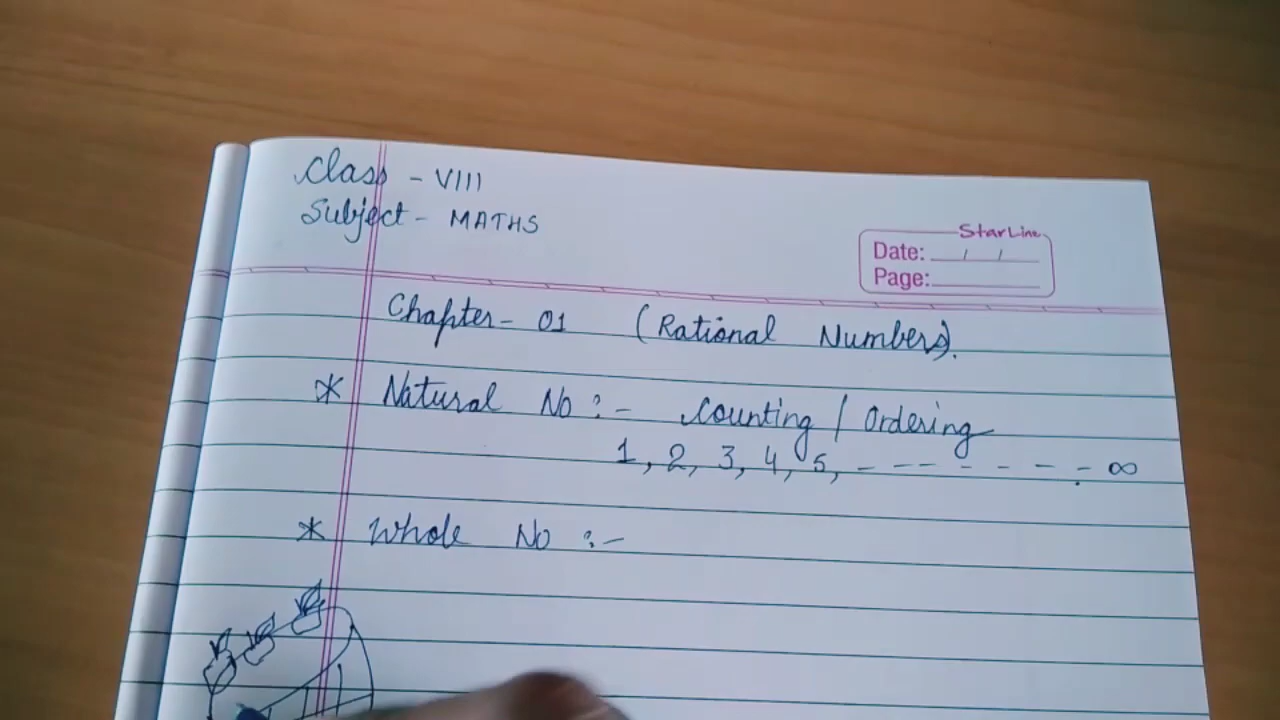 Class - VIII
Subject - MATHS
StarLine
Date: / /
Page:
Chapter - 01 (Rational Numbers).
* Natural No :- Counting / Ordering
1, 2, 3, 4, 5, - - - - - - - - ∞
* Whole No :-